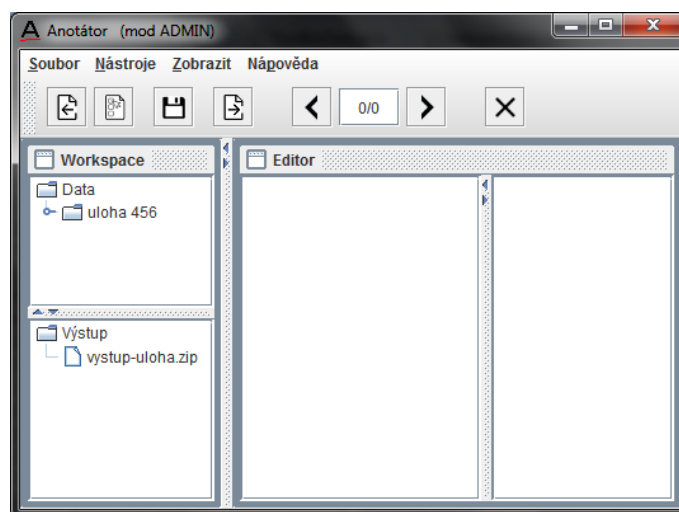 Anotátor (mod ADMIN)
Soubor Nástroje Zobrazit Nápověda
0/0
Workspace
Editor
Data
uloha 456
Výstup
vystup-uloha.zip